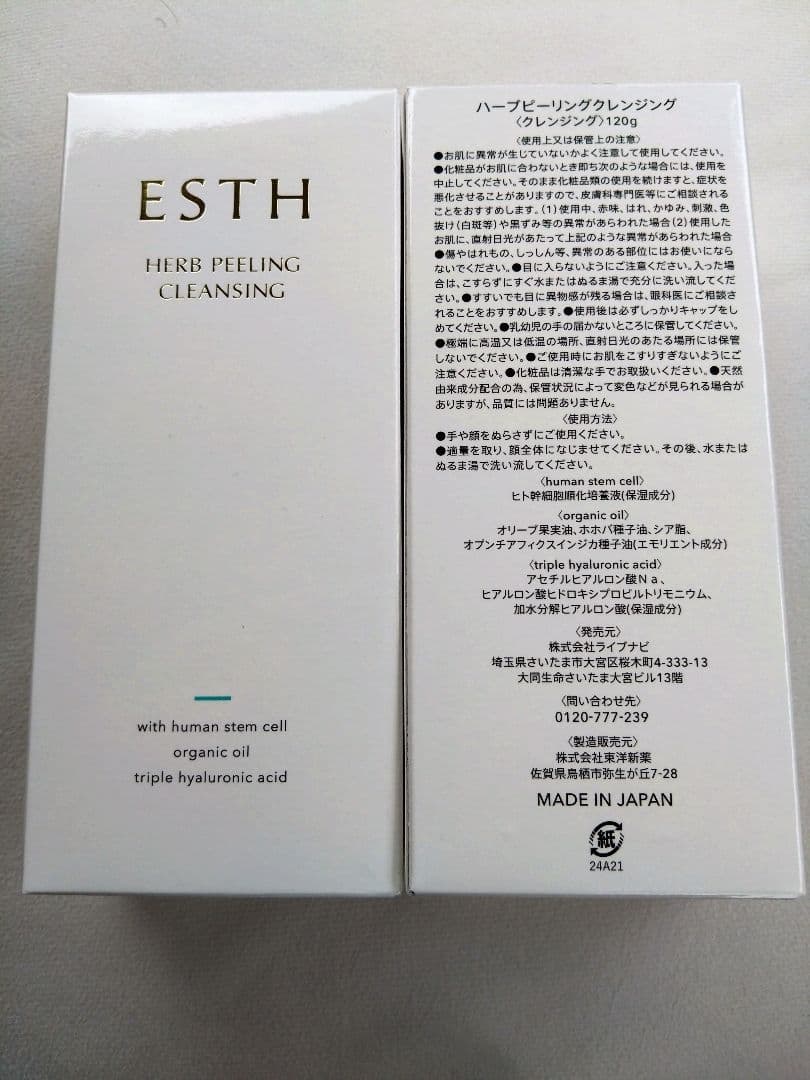 ESTH
HERB PEELING
CLEANSING
with human stem cell
organic oil
triple hyaluronic acid
ハーブピーリングクレンジング
〈クレンジング〉120g
〈使用上又は保管上の注意〉
●お肌に異常が生じていないかよく注意して使用してください。
●化粧品がお肌に合わないとき即ち次のような場合には、使用を
中止してください。そのまま化粧品類の使用を続けますと、症状を
悪化させることがありますので、皮膚科専門医等にご相談され
ることをおすすめします。(1)使用中、赤味、はれ、かゆみ、刺激、色
抜け(白斑等)や黒ずみ等の異常があらわれた場合(2)使用した
お肌に、直射日光があたって上記のような異常があらわれた場合
●傷やはれもの、しっしん等、異常のある部位にはお使いになら
ないでください。●目に入らないようにご注意ください。入った場
合は、こすらずにすぐ水またはぬるま湯で充分に洗い流してくだ
さい。●すすいでも目に異物感が残る場合は、眼科医にご相談さ
れることをおすすめします。●使用後は必ずしっかりキャップをし
めてください。●乳幼児の手の届かないところに保管してください。
●極端に高温又は低温の場所、直射日光のあたる場所には保管
しないでください。●ご使用時にお肌をこすりすぎないようにご
注意ください。●化粧品は清潔な手でお取扱いください。●天然
由来成分配合の為、保管状況によって変色などが見られる場合が
ありますが、品質には問題ありません。
〈使用方法〉
●手や顔をぬらさずにご使用ください。
●適量を取り、顔全体になじませてください。その後、水または
ぬるま湯で洗い流してください。
〈human stem cell〉
ヒト幹細胞順化培養液(保湿成分)
〈organic oil〉
オリーブ果実油、ホホバ種子油、シア脂、
オプンチアフィクスインジカ種子油(エモリエント成分)
〈triple hyaluronic acid〉
アセチルヒアルロン酸Na、
ヒアルロン酸ヒドロキシプロピルトリモニウム、
加水分解ヒアルロン酸(保湿成分)
〈発売元〉
株式会社ライブナビ
埼玉県さいたま市大宮区桜木町4-333-13
大同生命さいたま大宮ビル13階
〈問い合わせ先〉
0120-777-239
〈製造販売元〉
株式会社東洋新薬
佐賀県鳥栖市弥生が丘7-28
MADE IN JAPAN
紙
24A21